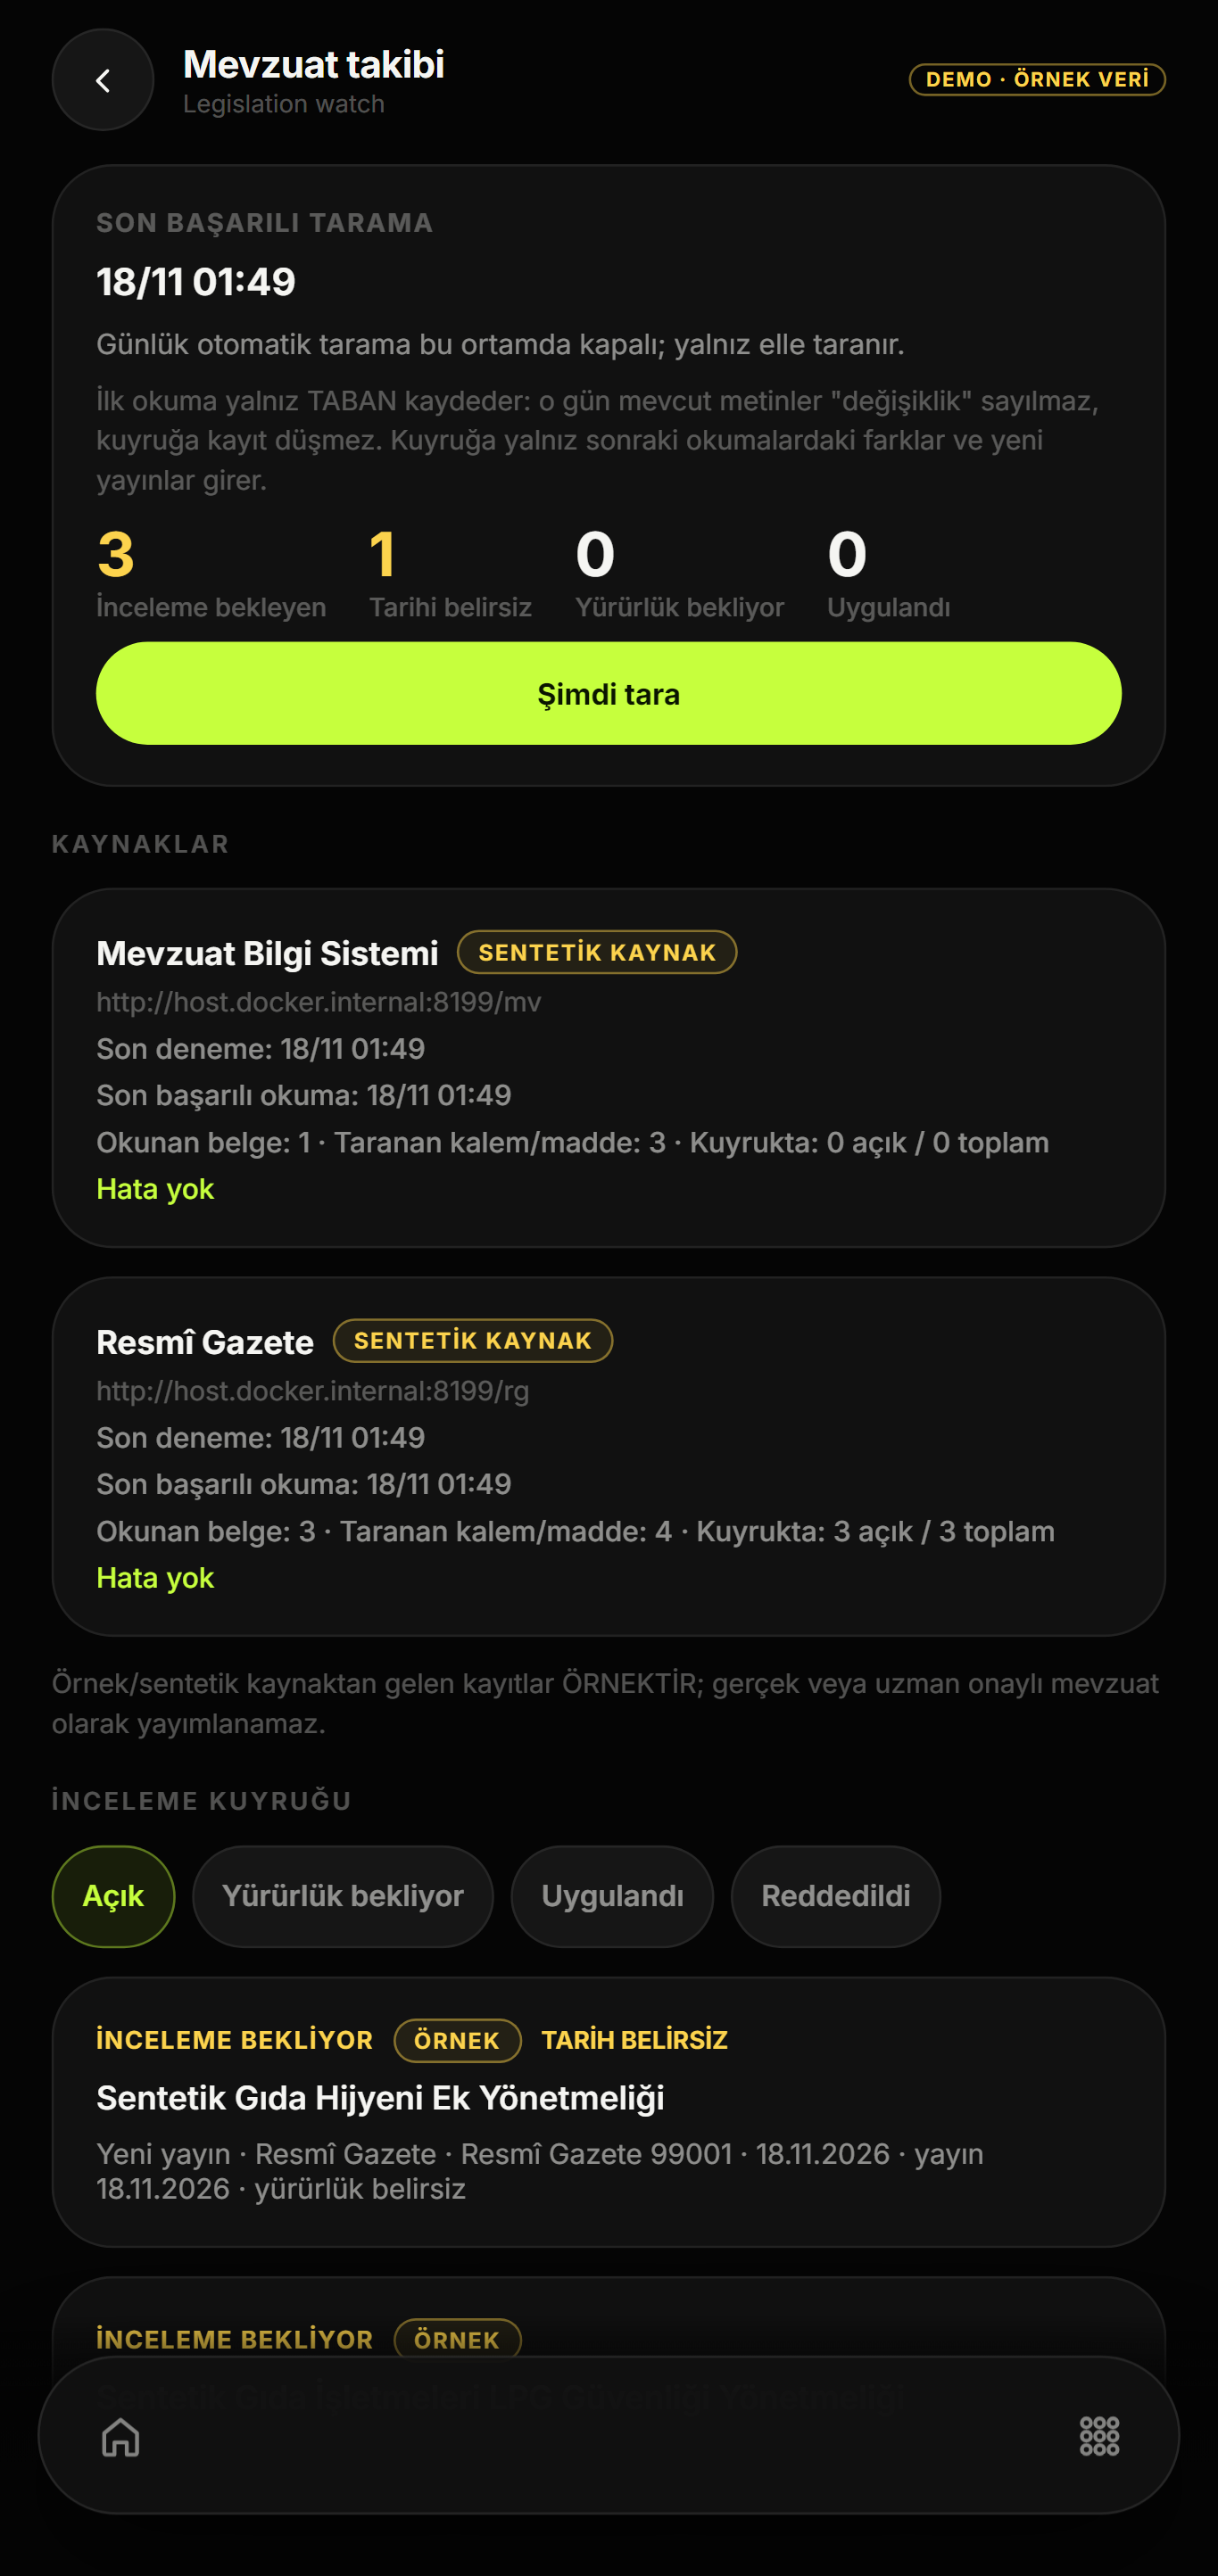 Mevzuat takibi
Legislation watch
DEMO · ÖRNEK VERİ
SON BAŞARILI TARAMA
18/11 01:49
Günlük otomatik tarama bu ortamda kapalı; yalnız elle taranır.
İlk okuma yalnız TABAN kaydeder: o gün mevcut metinler "değişiklik" sayılmaz,
kuyruğa kayıt düşmez. Kuyruğa yalnız sonraki okumalardaki farklar ve yeni
yayınlar girer.
3 1 0 0
İnceleme bekleyen Tarihi belirsiz Yürürlük bekliyor Uygulandı
Şimdi tara
KAYNAKLAR
Mevzuat Bilgi Sistemi SENTETİK KAYNAK
http://host.docker.internal:8199/mv
Son deneme: 18/11 01:49
Son başarılı okuma: 18/11 01:49
Okunan belge: 1 · Taranan kalem/madde: 3 · Kuyrukta: 0 açık / 0 toplam
Hata yok
Resmî Gazete SENTETİK KAYNAK
http://host.docker.internal:8199/rg
Son deneme: 18/11 01:49
Son başarılı okuma: 18/11 01:49
Okunan belge: 3 · Taranan kalem/madde: 4 · Kuyrukta: 3 açık / 3 toplam
Hata yok
Örnek/sentetik kaynaktan gelen kayıtlar ÖRNEKTİR; gerçek veya uzman onaylı mevzuat
olarak yayımlanamaz.
İNCELEME KUYRUĞU
Açık Yürürlük bekliyor Uygulandı Reddedildi
İNCELEME BEKLİYOR ÖRNEK TARİH BELİRSİZ
Sentetik Gıda Hijyeni Ek Yönetmeliği
Yeni yayın · Resmî Gazete · Resmî Gazete 99001 · 18.11.2026 · yayın
18.11.2026 · yürürlük belirsiz
İNCELEME BEKLİYOR ÖRNEK
Sentetik Gıda İşletmeleri LPG Güvenliği Yönetmeliği